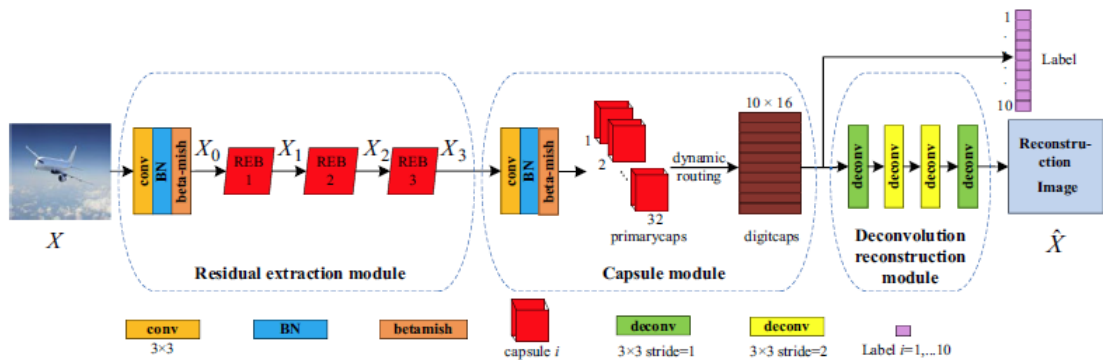 1
.
.
.
10
Label
10 × 16
conv
BN
beta-mish
X₀
REB
1
X₁
REB
2
X₂
REB
3
X₃
conv
BN
beta-mish
1
2
32
primarycaps
dynamic
routing
digitcaps
deconv
deconv
deconv
deconv
Reconstru-
ction
Image
X
X̂
Residual extraction module
Capsule module
Deconvolution
reconstruction
module
conv
3×3
BN
betamish
capsule i
deconv
3×3 stride=1
deconv
3×3 stride=2
Label i=1,...10